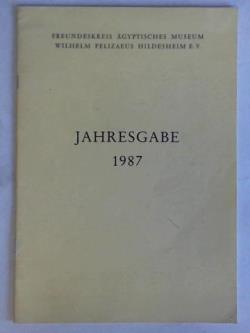 FREUNDESKREIS ÄGYPTISCHES MUSEUM
WILHELM PELIZAEUS HILDESHEIM E.V.
JAHRESGABE
1987